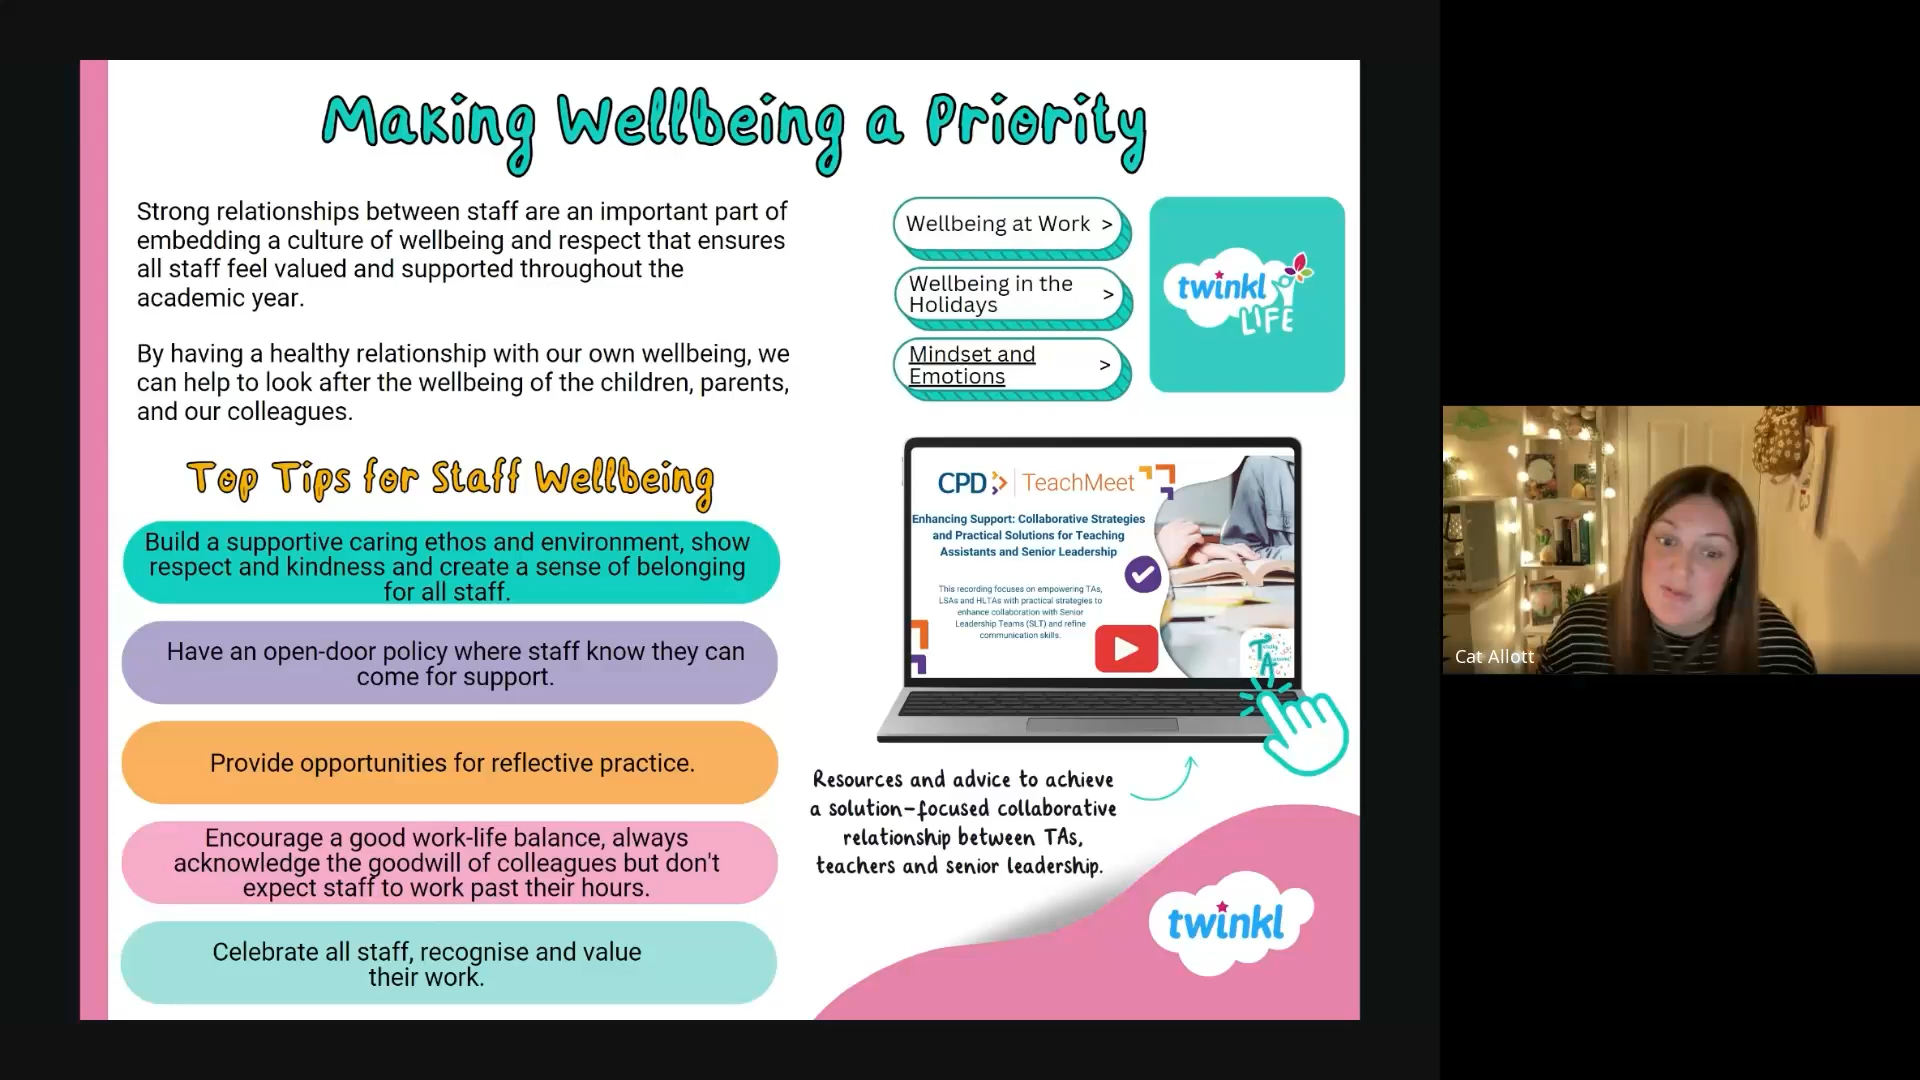 Making Wellbeing a Priority
Strong relationships between staff are an important part of
embedding a culture of wellbeing and respect that ensures
all staff feel valued and supported throughout the
academic year.
By having a healthy relationship with our own wellbeing, we
can help to look after the wellbeing of the children, parents,
and our colleagues.
Top Tips for Staff Wellbeing
Build a supportive caring ethos and environment, show
respect and kindness and create a sense of belonging
for all staff.
Have an open-door policy where staff know they can
come for support.
Provide opportunities for reflective practice.
Encourage a good work-life balance, always
acknowledge the goodwill of colleagues but don't
expect staff to work past their hours.
Celebrate all staff, recognise and value
their work.
Wellbeing at Work >
Wellbeing in the
Holidays >
Mindset and
Emotions >
twinkl
LIFE
CPD TeachMeet
Enhancing Support: Collaborative Strategies
and Practical Solutions for Teaching
Assistants and Senior Leadership
This recording focuses on empowering TAs,
LSAs and HLTAs with practical strategies to
enhance collaboration with Senior
Leadership Teams (SLT) and refine
communication skills.
Resources and advice to achieve
a solution-focused collaborative
relationship between TAs,
teachers and senior leadership.
twinkl
Cat Allott